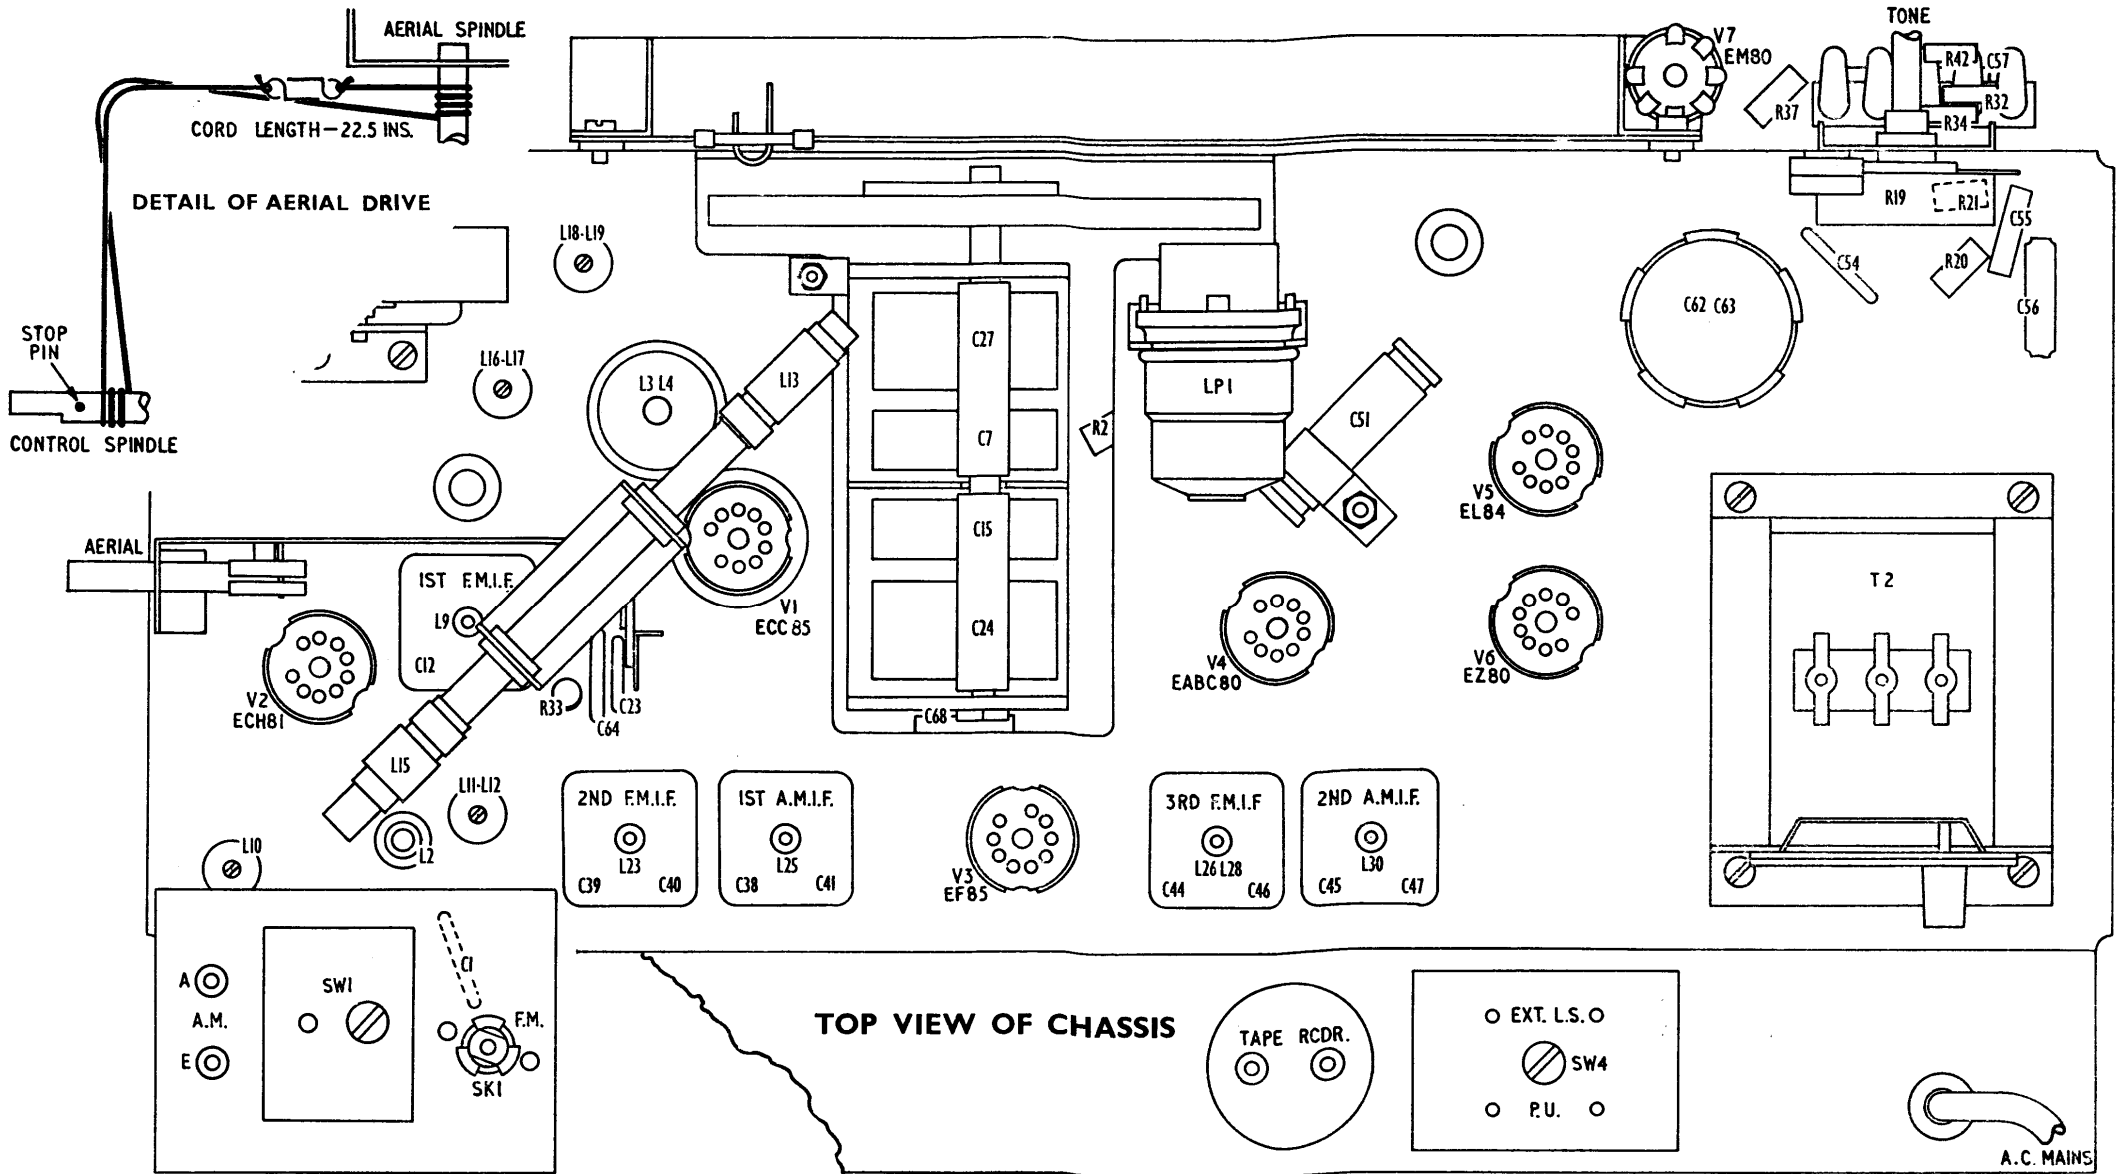 AERIAL SPINDLE
CORD LENGTH—22.5 INS.
DETAIL OF AERIAL DRIVE
STOP
PIN
CONTROL SPINDLE
V7
EM80
TONE
R42
C57
R37
R32
R34
R19
R21
C55
C54
R20
C56
C62 C63
L18-L19
L16-L17
L3 L4
L13
C27
C7
R2
LP1
C51
V5
EL84
C15
C24
C68
AERIAL
1ST F.M.I.F.
L9
C12
V1
ECC 85
V2
ECH81
R33
C23
C64
V4
EABC80
V6
EZ80
T 2
L15
L11-L12
L2
L10
2ND F.M.I.F.
L23
C39
C40
1ST A.M.I.F.
L25
C38
C41
V3
EF85
3RD F.M.I.F
L26 L28
C44
C46
2ND A.M.I.F.
L30
C45
C47
A
A.M.
E
SW1
C1
F.M.
SK1
TOP VIEW OF CHASSIS
TAPE RCDR.
EXT. L.S.
SW4
P.U.
A.C. MAINS